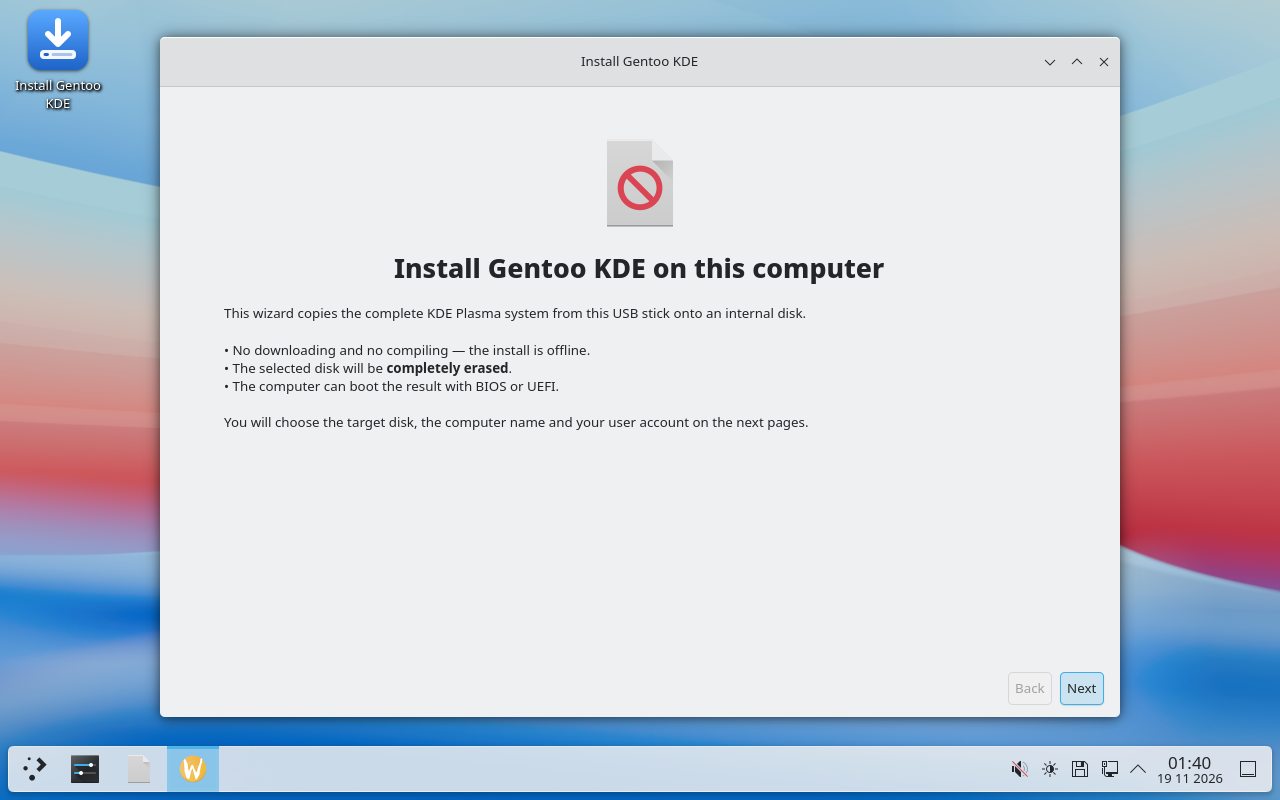 Install Gentoo
KDE
Install Gentoo KDE
Install Gentoo KDE on this computer
This wizard copies the complete KDE Plasma system from this USB stick onto an internal disk.
• No downloading and no compiling — the install is offline.
• The selected disk will be completely erased.
• The computer can boot the result with BIOS or UEFI.
You will choose the target disk, the computer name and your user account on the next pages.
Back Next
01:40
19 11 2026